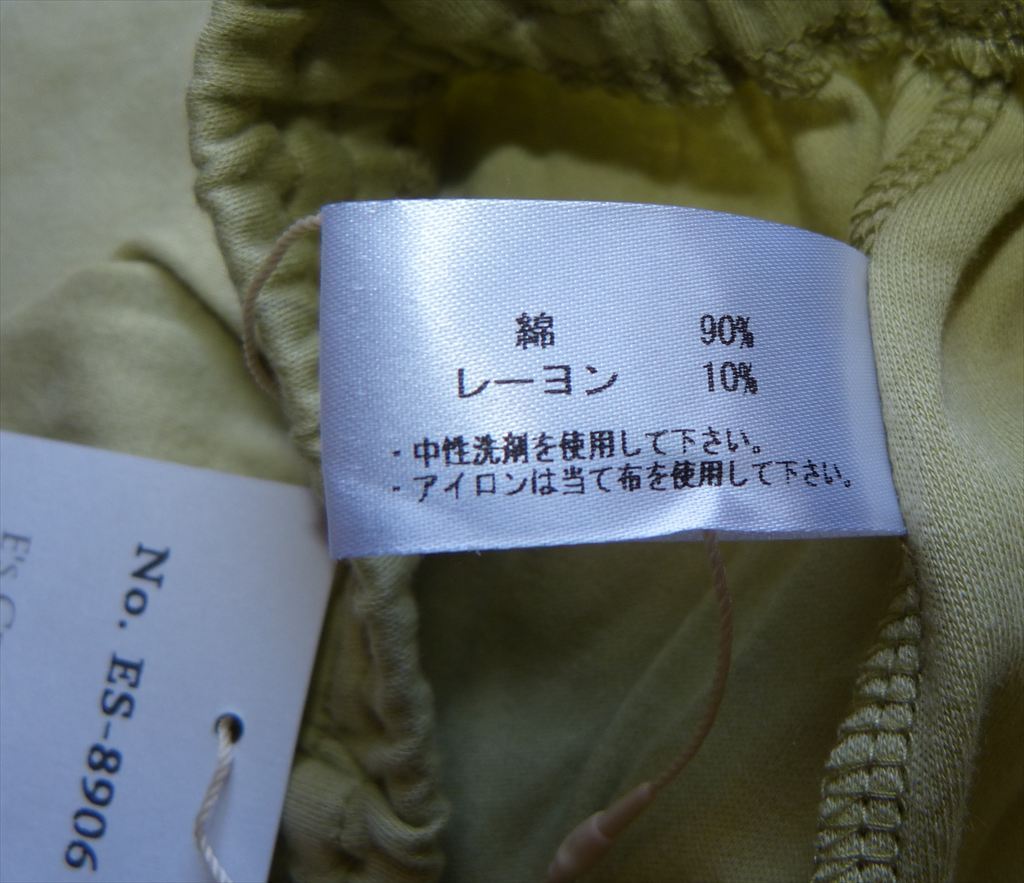 綿 90%
レーヨン 10%
・中性洗剤を使用して下さい。
・アイロンは当て布を使用して下さい。
No. ES-8906
E's